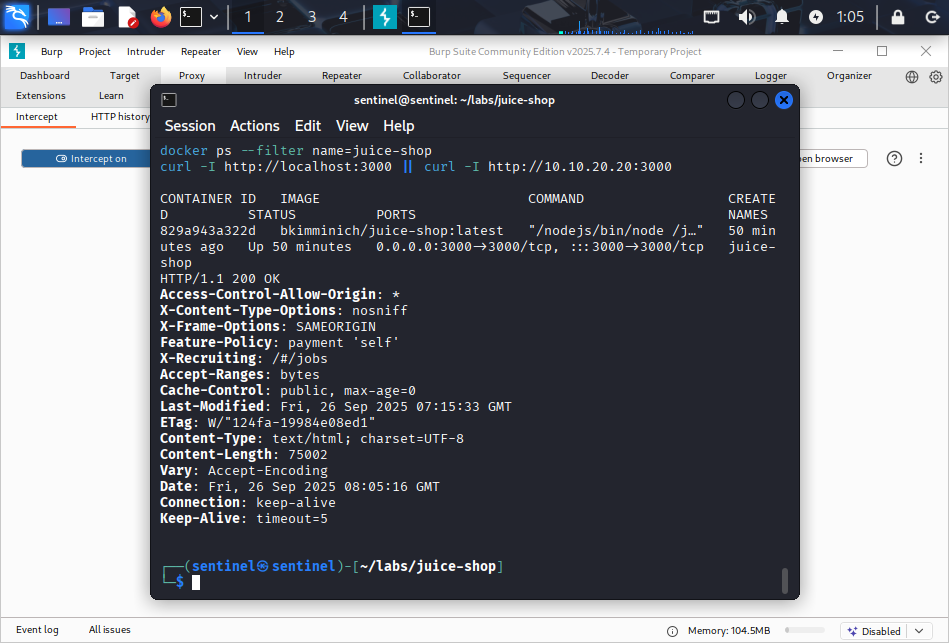 1 2 3 4 1:05
Burp Project Intruder Repeater View Help Burp Suite Community Edition v2025.7.4 - Temporary Project
Dashboard Target Proxy Intruder Repeater Collaborator Sequencer Decoder Comparer Logger Organizer
Extensions Learn
Intercept HTTP history
Intercept on
en browser
sentinel@sentinel: ~/labs/juice-shop
Session Actions Edit View Help
docker ps --filter name=juice-shop
curl -I http://localhost:3000 || curl -I http://10.10.20.20:3000
CONTAINER ID IMAGE COMMAND CREATE
D STATUS PORTS NAMES
829a943a322d bkimminich/juice-shop:latest "/nodejs/bin/node /j…" 50 min
utes ago Up 50 minutes 0.0.0.0:3000->3000/tcp, :::3000->3000/tcp juice-
shop
HTTP/1.1 200 OK
Access-Control-Allow-Origin: *
X-Content-Type-Options: nosniff
X-Frame-Options: SAMEORIGIN
Feature-Policy: payment 'self'
X-Recruiting: /#/jobs
Accept-Ranges: bytes
Cache-Control: public, max-age=0
Last-Modified: Fri, 26 Sep 2025 07:15:33 GMT
ETag: W/"124fa-19984e08ed1"
Content-Type: text/html; charset=UTF-8
Content-Length: 75002
Vary: Accept-Encoding
Date: Fri, 26 Sep 2025 08:05:16 GMT
Connection: keep-alive
Keep-Alive: timeout=5
┌──(sentinel㉿sentinel)-[~/labs/juice-shop]
└─$
Event log All issues Memory: 104.5MB Disabled